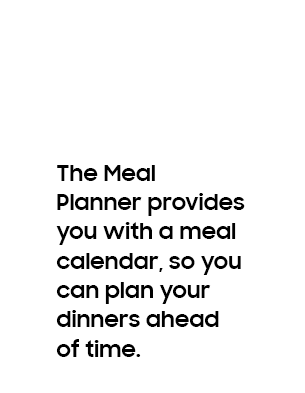 The Meal
Planner provides
you with a meal
calendar, so you
can plan your
dinners ahead
of time.